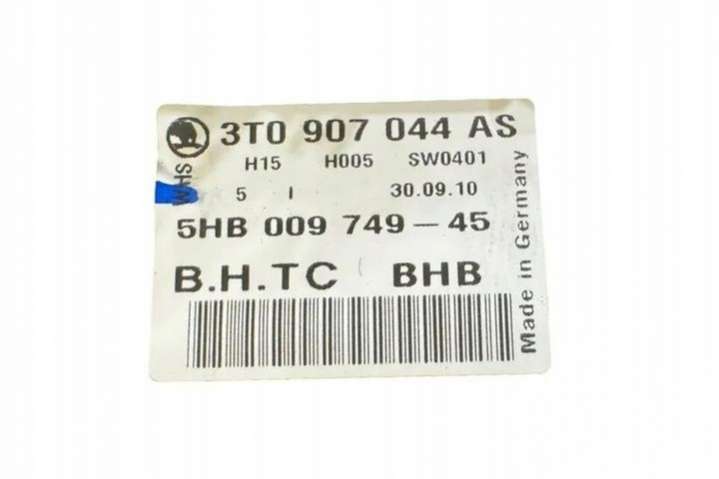 3T0 907 044 AS
H15 H005 SW0401
SHW
5 I 30.09.10
5HB 009 749-45
B.H.TC BHB
Made in Germany